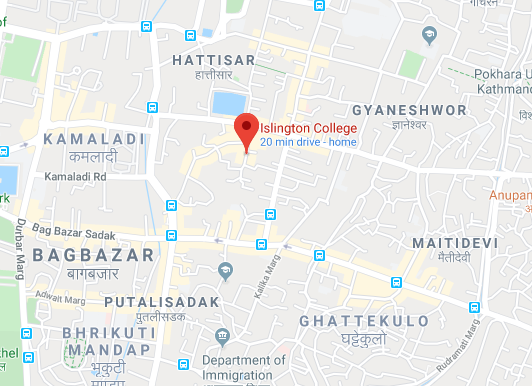 गौरिधारा
HATTISAR
हात्तीसार
Pokhara U
Kathmand
GYANESHWOR
ज्ञानेश्वर
Islington College
20 min drive - home
KAMALADI
कमलादी
Kamaladi Rd
ark
Anupan
Durbar Marg
Bag Bazar Sadak
BAGBAZAR
बागबजार
MAITIDEVI
मैतीदेवी
Kalika Marg
Adwait Marg
PUTALISADAK
पुतलीसडक
GHATTEKULO
घट्टेकुलो
Rudramati Marg
BHRIKUTI
MANDAP
भृकुटी
मण्डप
hel
Department of
Immigration